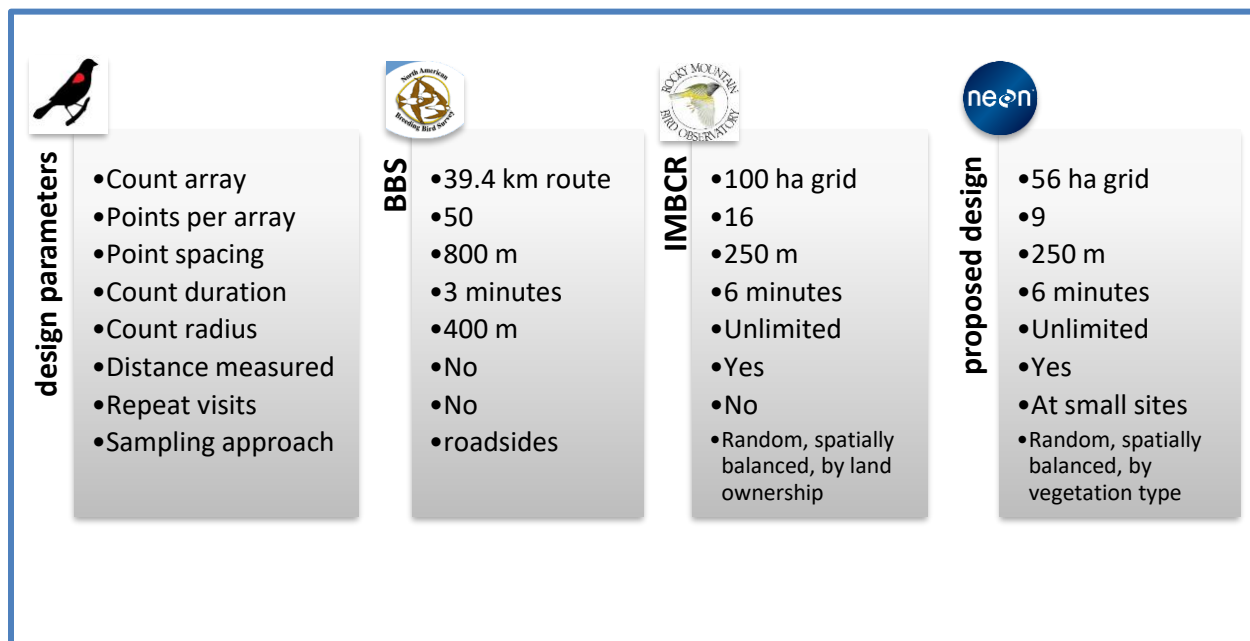 North American
Breeding Bird Survey
ROCKY MOUNTAIN
BIRD OBSERVATORY
neon
design parameters
•Count array
•Points per array
•Point spacing
•Count duration
•Count radius
•Distance measured
•Repeat visits
•Sampling approach
BBS
•39.4 km route
•50
•800 m
•3 minutes
•400 m
•No
•No
•roadsides
IMBCR
•100 ha grid
•16
•250 m
•6 minutes
•Unlimited
•Yes
•No
•Random, spatially
balanced, by land
ownership
proposed design
•56 ha grid
•9
•250 m
•6 minutes
•Unlimited
•Yes
•At small sites
•Random, spatially
balanced, by
vegetation type